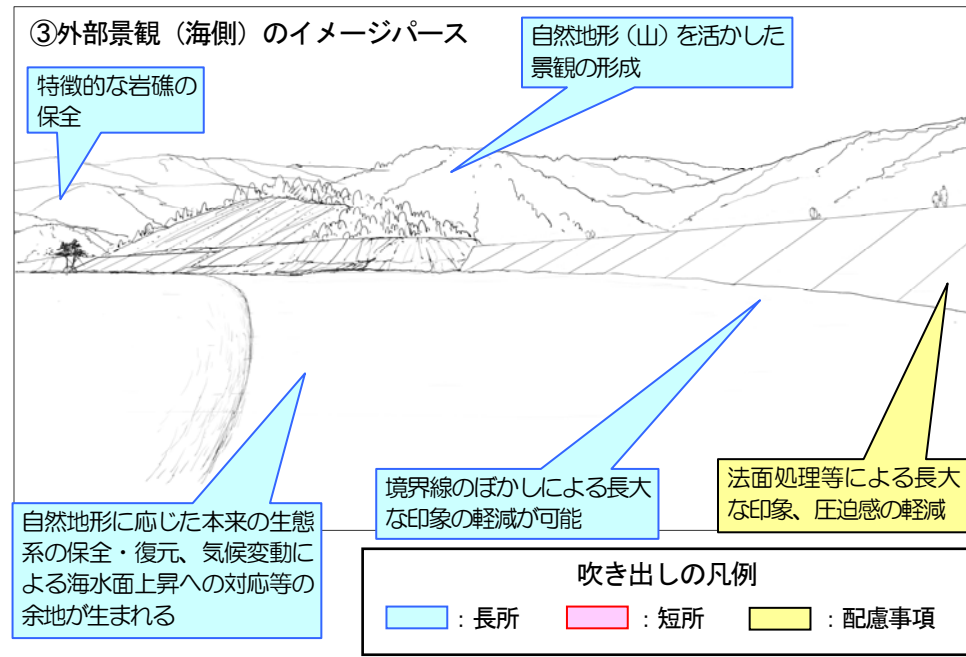 ③外部景観（海側）のイメージパース
自然地形（山）を活かした
景観の形成
特徴的な岩礁の
保全
境界線のぼかしによる長大
な印象の軽減が可能
法面処理等による長大
な印象、圧迫感の軽減
自然地形に応じた本来の生態
系の保全・復元、気候変動に
よる海水面上昇への対応等の
余地が生まれる
吹き出しの凡例
：長所
：短所
：配慮事項